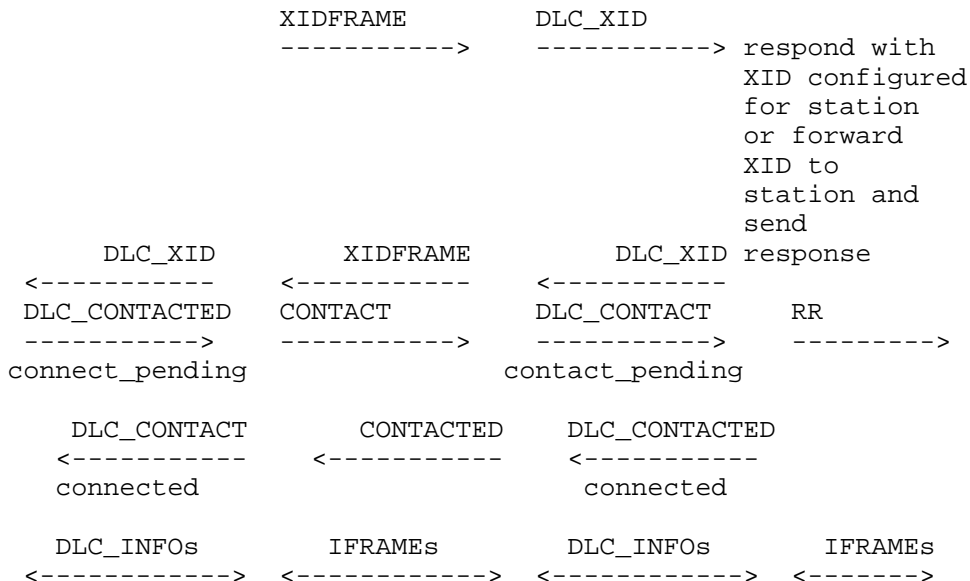 XIDFRAME DLC_XID
-----------> -----------> respond with
XID configured
for station
or forward
XID to
station and
send
DLC_XID XIDFRAME DLC_XID response
<----------- <----------- <-----------
DLC_CONTACTED CONTACT DLC_CONTACT RR
-----------> -----------> -----------> --------->
connect_pending contact_pending
DLC_CONTACT CONTACTED DLC_CONTACTED
<----------- <----------- <-----------
connected connected
DLC_INFOs IFRAMEs DLC_INFOs IFRAMEs
<------------> <------------> <------------> <------->